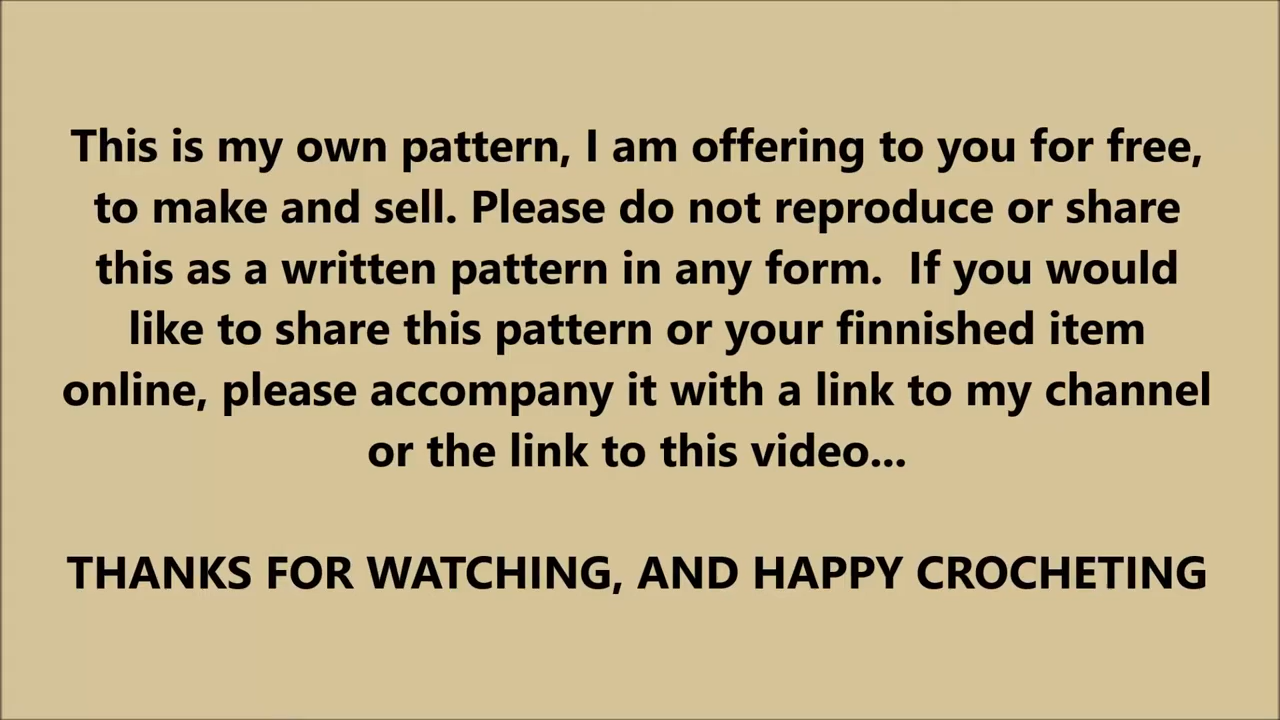 This is my own pattern, I am offering to you for free,
to make and sell. Please do not reproduce or share
this as a written pattern in any form.  If you would
like to share this pattern or your finnished item
online, please accompany it with a link to my channel
or the link to this video...
THANKS FOR WATCHING, AND HAPPY CROCHETING